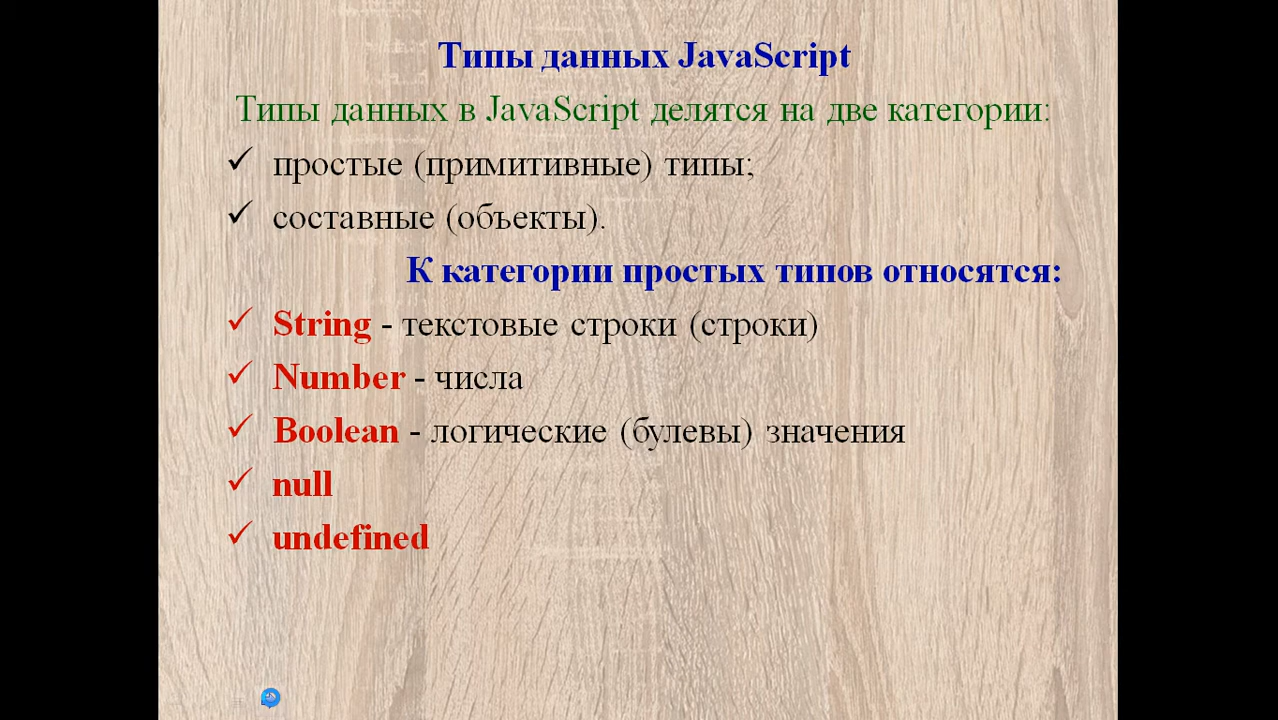 Типы данных JavaScript
Типы данных в JavaScript делятся на две категории:
✓ простые (примитивные) типы;
✓ составные (объекты).
К категории простых типов относятся:
✓ String - текстовые строки (строки)
✓ Number - числа
✓ Boolean - логические (булевы) значения
✓ null
✓ undefined